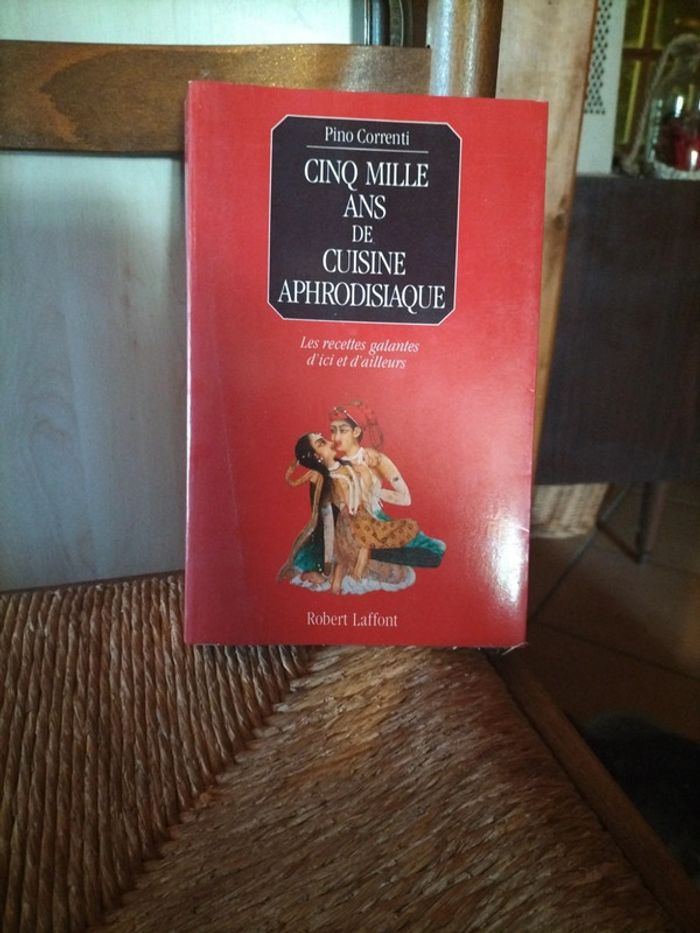 Pino Correnti
CINQ MILLE
ANS
DE
CUISINE
APHRODISIAQUE
Les recettes galantes
d'ici et d'ailleurs
Robert Laffont